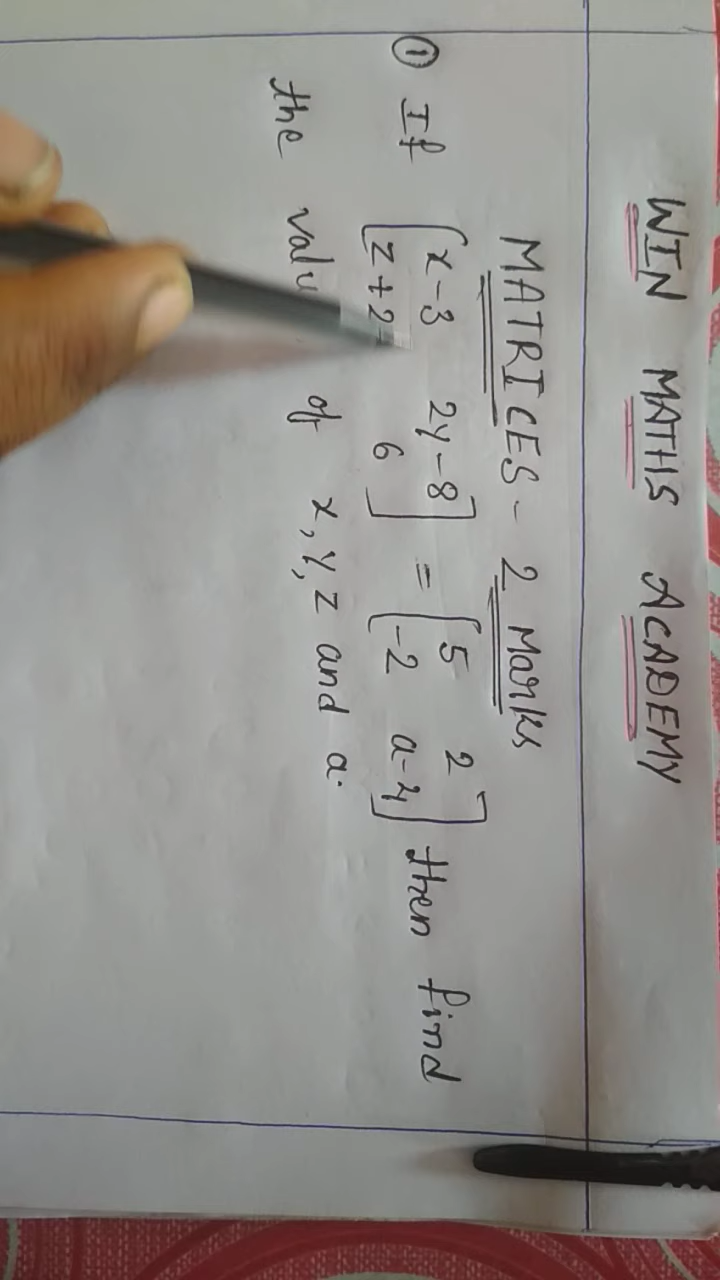 WIN MATHS ACADEMY
MATRICES - 2 Marks
① If [x-3 2y-8] = [5 2] then find
[z+2 6] [-2 a-4]
the of x, y, z and a.